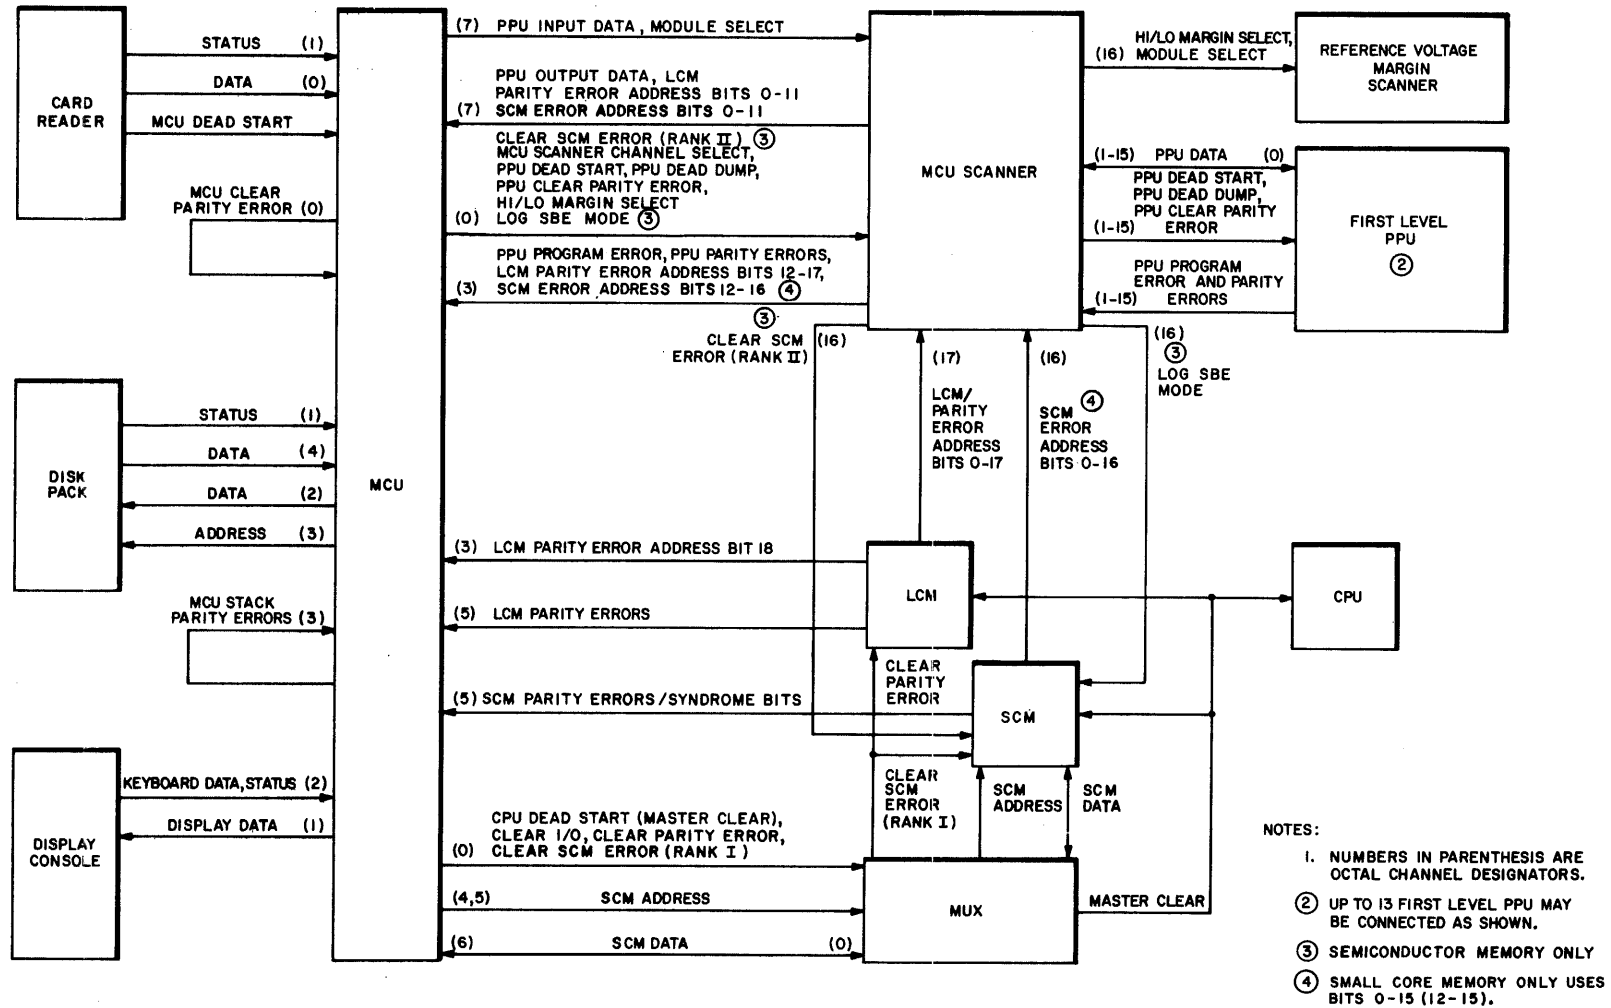 CARD
READER
STATUS (1)
DATA (0)
MCU DEAD START
MCU CLEAR
PARITY ERROR (0)
DISK
PACK
STATUS (1)
DATA (4)
DATA (2)
ADDRESS (3)
MCU STACK
PARITY ERRORS (3)
DISPLAY
CONSOLE
KEYBOARD DATA, STATUS (2)
DISPLAY DATA (1)
MCU
(7) PPU INPUT DATA, MODULE SELECT
PPU OUTPUT DATA, LCM
PARITY ERROR ADDRESS BITS 0-11
(7) SCM ERROR ADDRESS BITS 0-11
CLEAR SCM ERROR (RANK II) 3
MCU SCANNER CHANNEL SELECT,
PPU DEAD START, PPU DEAD DUMP,
PPU CLEAR PARITY ERROR,
HI/LO MARGIN SELECT
(0) LOG SBE MODE 3
PPU PROGRAM ERROR, PPU PARITY ERRORS,
LCM PARITY ERROR ADDRESS BITS 12-17,
(3) SCM ERROR ADDRESS BITS 12-16 4
3
CLEAR SCM (16)
ERROR (RANK II)
MCU SCANNER
HI/LO MARGIN SELECT,
(16) MODULE SELECT
REFERENCE VOLTAGE
MARGIN
SCANNER
(1-15) PPU DATA (0)
PPU DEAD START,
PPU DEAD DUMP,
PPU CLEAR PARITY
(1-15) ERROR
PPU PROGRAM
ERROR AND PARITY
(1-15) ERRORS
FIRST LEVEL
PPU
2
(17)
LCM/
PARITY
ERROR
ADDRESS
BITS 0-17
(16)
SCM 4
ERROR
ADDRESS
BITS 0-16
(16)
3
LOG SBE
MODE
(3) LCM PARITY ERROR ADDRESS BIT 18
(5) LCM PARITY ERRORS
LCM
CPU
CLEAR
PARITY
ERROR
(5) SCM PARITY ERRORS/SYNDROME BITS
SCM
CLEAR
SCM
ERROR
(RANK I)
SCM
ADDRESS
SCM
DATA
CPU DEAD START (MASTER CLEAR),
CLEAR I/O, CLEAR PARITY ERROR,
(0) CLEAR SCM ERROR (RANK I)
(4,5) SCM ADDRESS
(6) SCM DATA (0)
MUX
MASTER CLEAR
NOTES:
1. NUMBERS IN PARENTHESIS ARE
OCTAL CHANNEL DESIGNATORS.
2 UP TO 13 FIRST LEVEL PPU MAY
BE CONNECTED AS SHOWN.
3 SEMICONDUCTOR MEMORY ONLY
4 SMALL CORE MEMORY ONLY USES
BITS 0-15 (12-15).